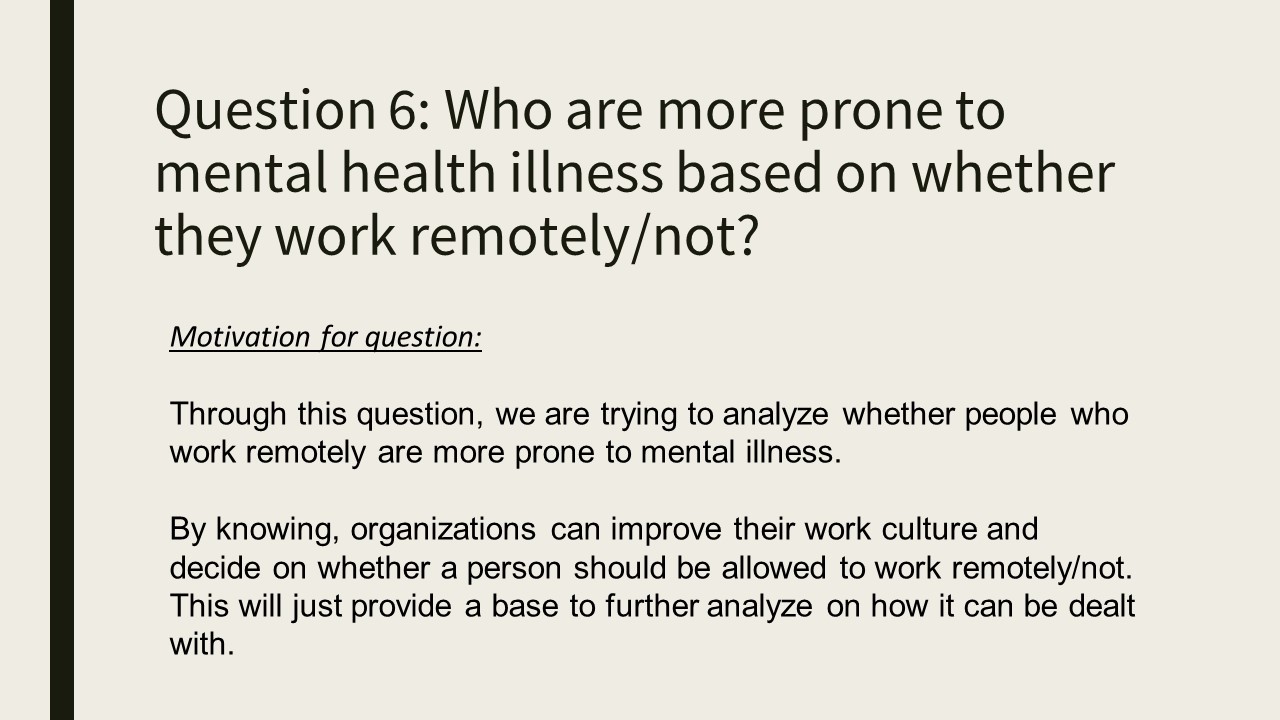 Question 6: Who are more prone to
mental health illness based on whether
they work remotely/not?
Motivation for question:
Through this question, we are trying to analyze whether people who
work remotely are more prone to mental illness.
By knowing, organizations can improve their work culture and
decide on whether a person should be allowed to work remotely/not.
This will just provide a base to further analyze on how it can be dealt
with.